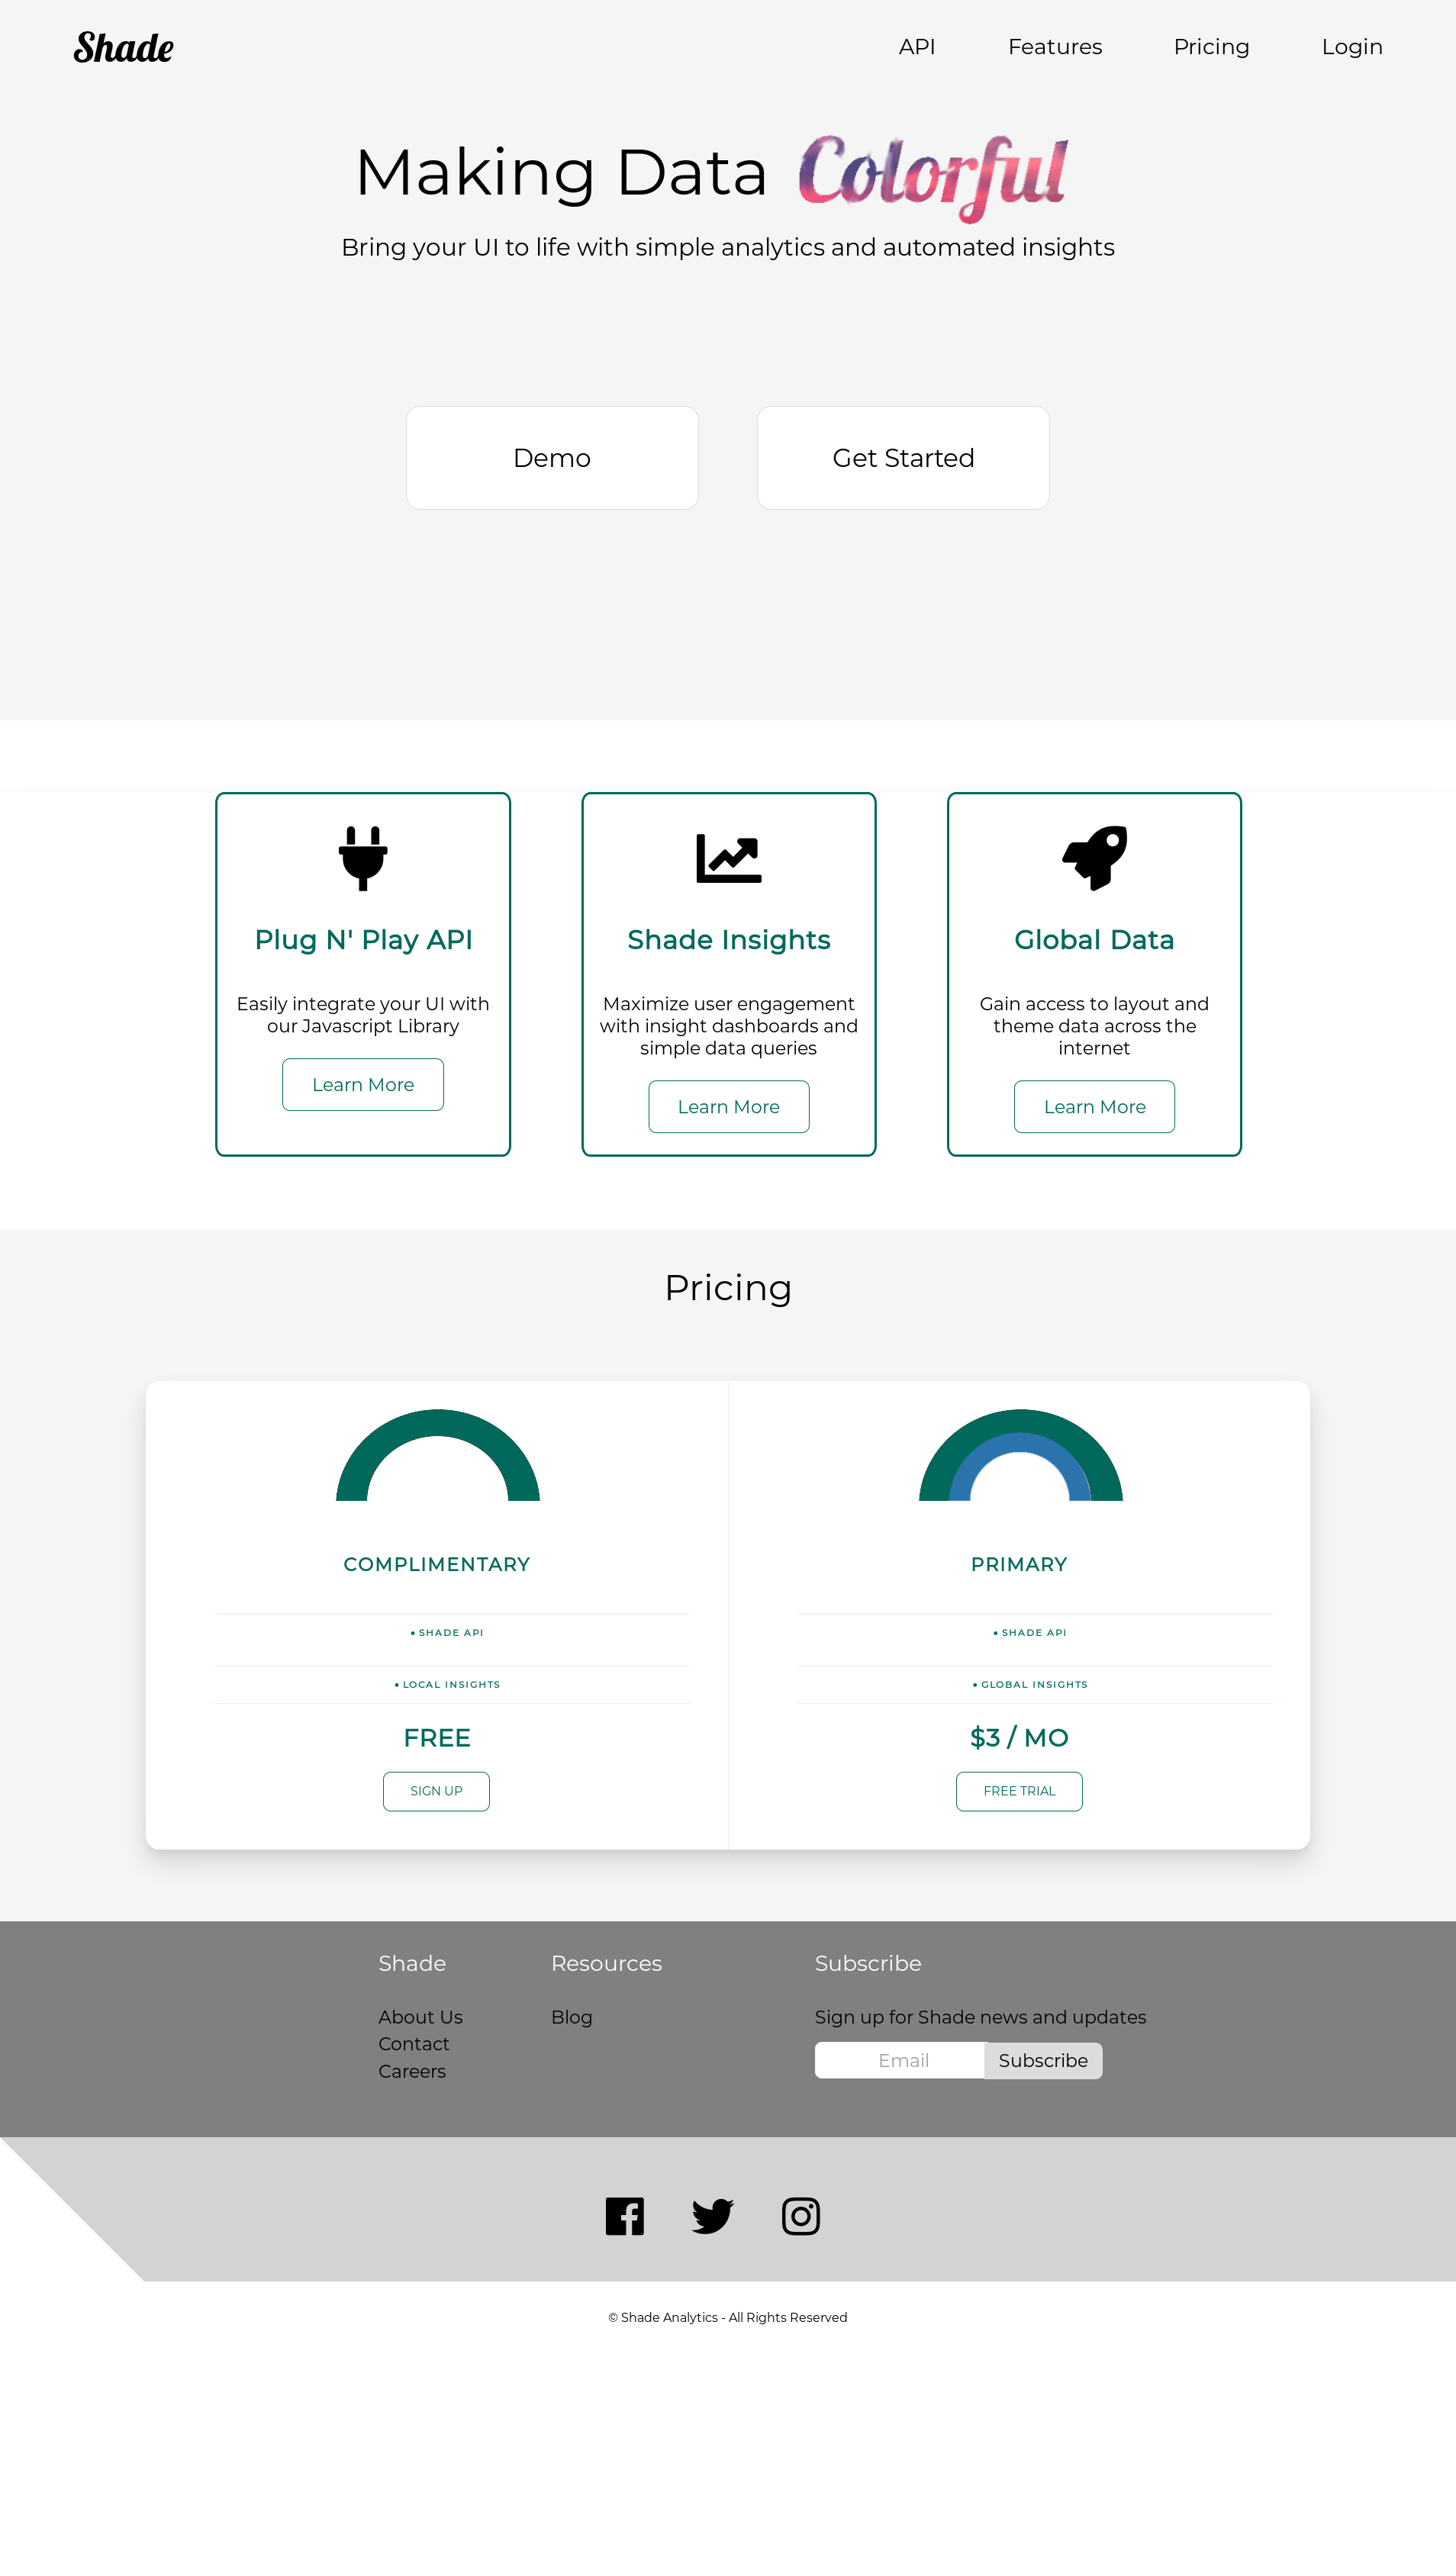 Shade
API Features Pricing Login
Making Data Colorful
Bring your UI to life with simple analytics and automated insights
Demo
Get Started
Plug N' Play API
Easily integrate your UI with
our Javascript Library
Learn More
Shade Insights
Maximize user engagement
with insight dashboards and
simple data queries
Learn More
Global Data
Gain access to layout and
theme data across the
internet
Learn More
Pricing
COMPLIMENTARY
• SHADE API
• LOCAL INSIGHTS
FREE
SIGN UP
PRIMARY
• SHADE API
• GLOBAL INSIGHTS
$3 / MO
FREE TRIAL
Shade
About Us
Contact
Careers
Resources
Blog
Subscribe
Sign up for Shade news and updates
Email Subscribe
© Shade Analytics - All Rights Reserved